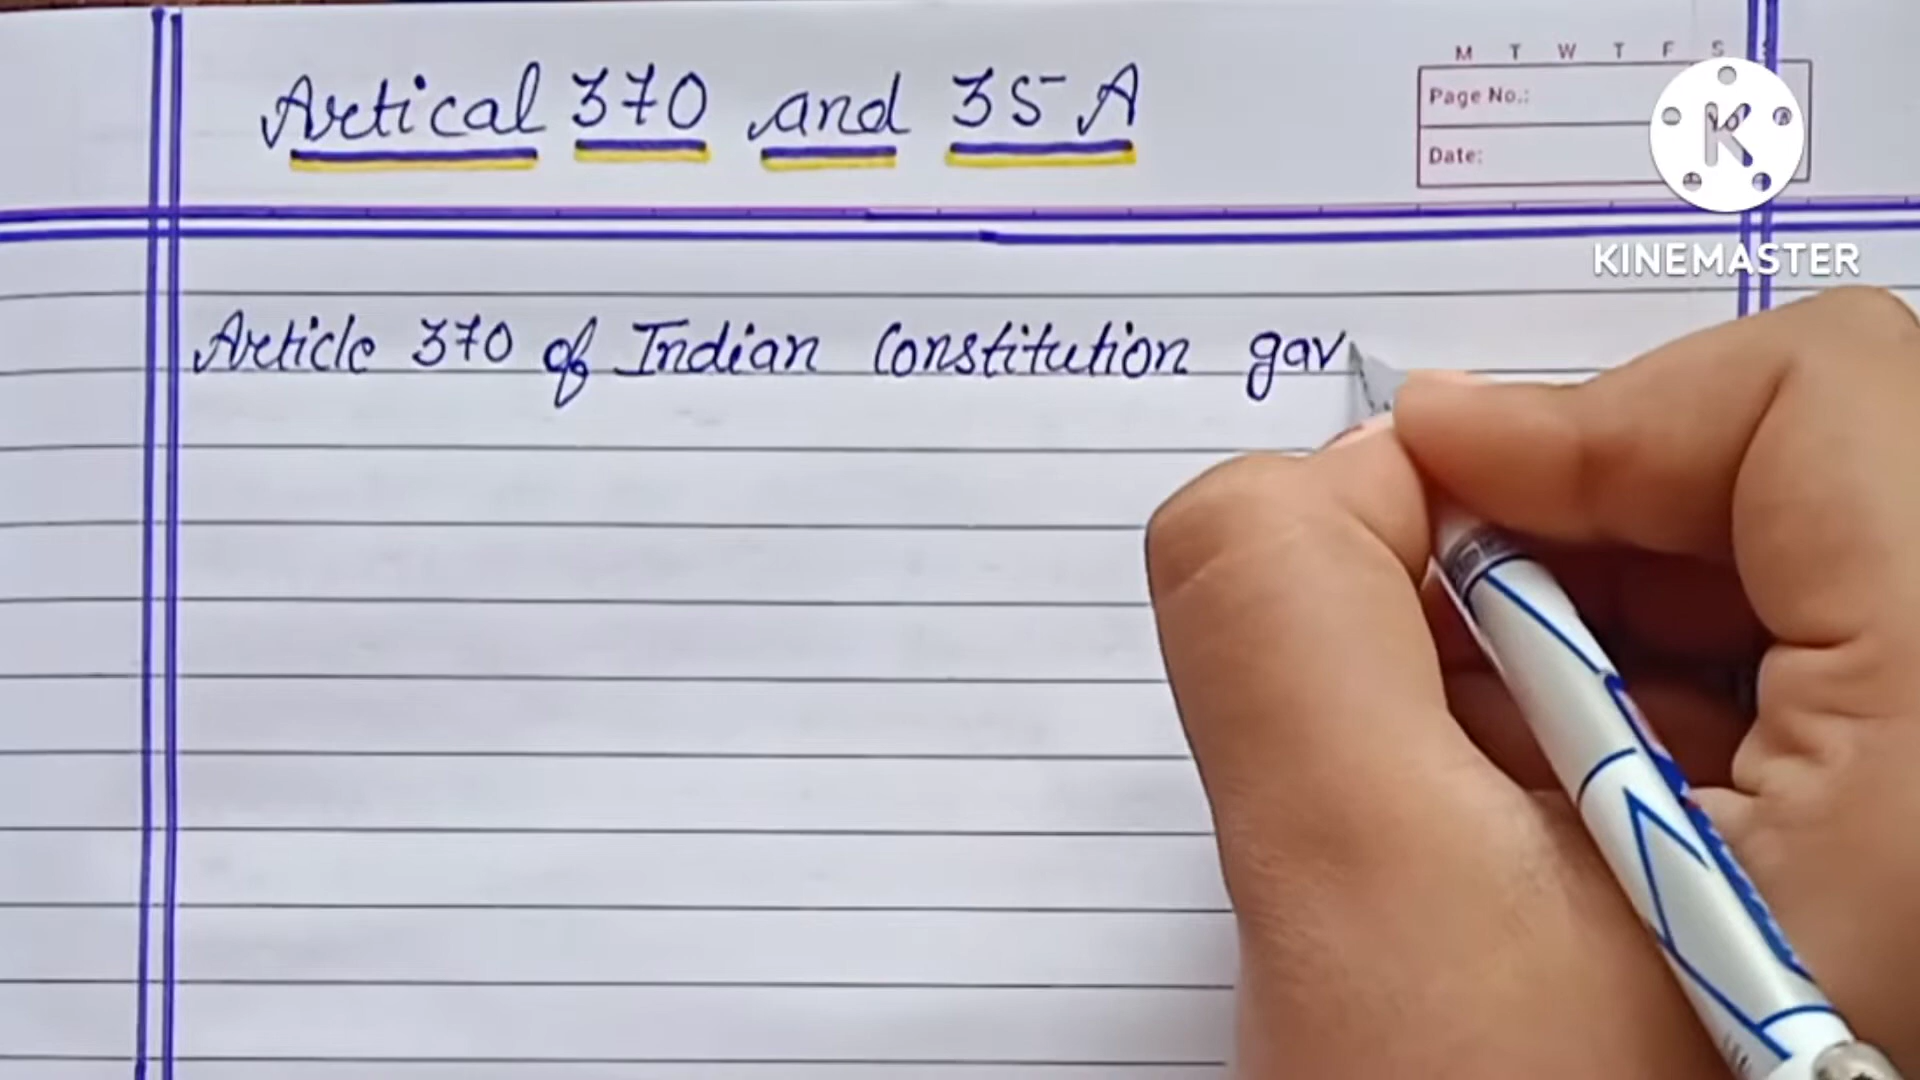 Artical 370 and 35 A
M T W T F S S
Page No.:
Date:
K
KINEMASTER
Article 370 of Indian Constitution gav